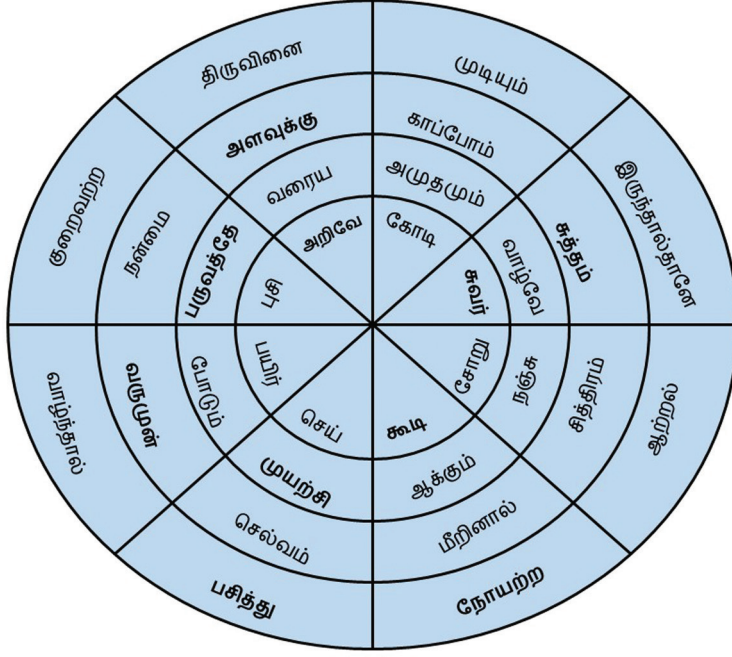 திருவினை
முடியும்
அளவுக்கு
காப்போம்
குறைவற்ற
நன்மை
வரைய
அமுதமும்
சுத்தம்
இருந்தால்தானே
பருவத்தே
அறிவே
கோடி
வாழ்வே
புசி
சுவர்
வாழ்ந்தால்
வருமுன்
போடும்
பயிர்
சோறு
நஞ்சு
சித்திரம்
ஆற்றல்
செய்
கூடி
முயற்சி
ஆக்கும்
செல்வம்
மீறினால்
பசித்து
நோயற்ற